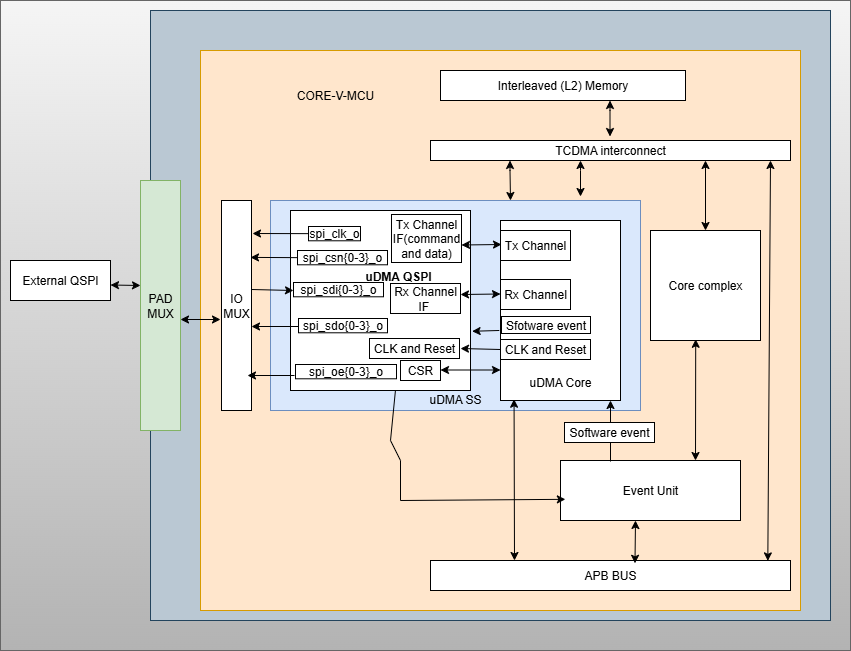 CORE-V-MCU
Interleaved (L2) Memory
TCDMA interconnect
External QSPI
PAD
MUX
IO
MUX
spi_clk_o
spi_csn{0-3}_o
spi_sdi{0-3}_o
spi_sdo{0-3}_o
spi_oe{0-3}_o
Tx Channel
IF(command
and data)
uDMA QSPI
Rx Channel
IF
CLK and Reset
CSR
Tx Channel
Rx Channel
Sfotware event
CLK and Reset
uDMA Core
uDMA SS
Core complex
Software event
Event Unit
APB BUS